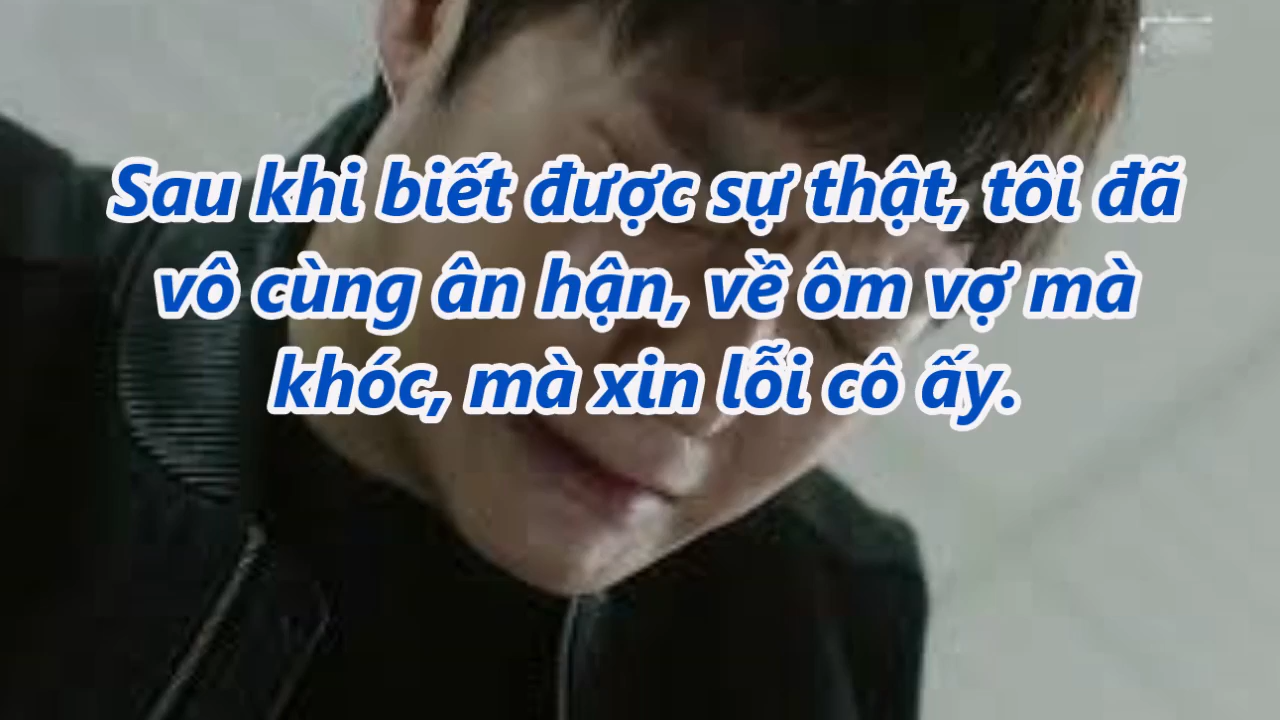 Sau khi biết được sự thật, tôi đã
vô cùng ân hận, về ôm vợ mà
khóc, mà xin lỗi cô ấy.